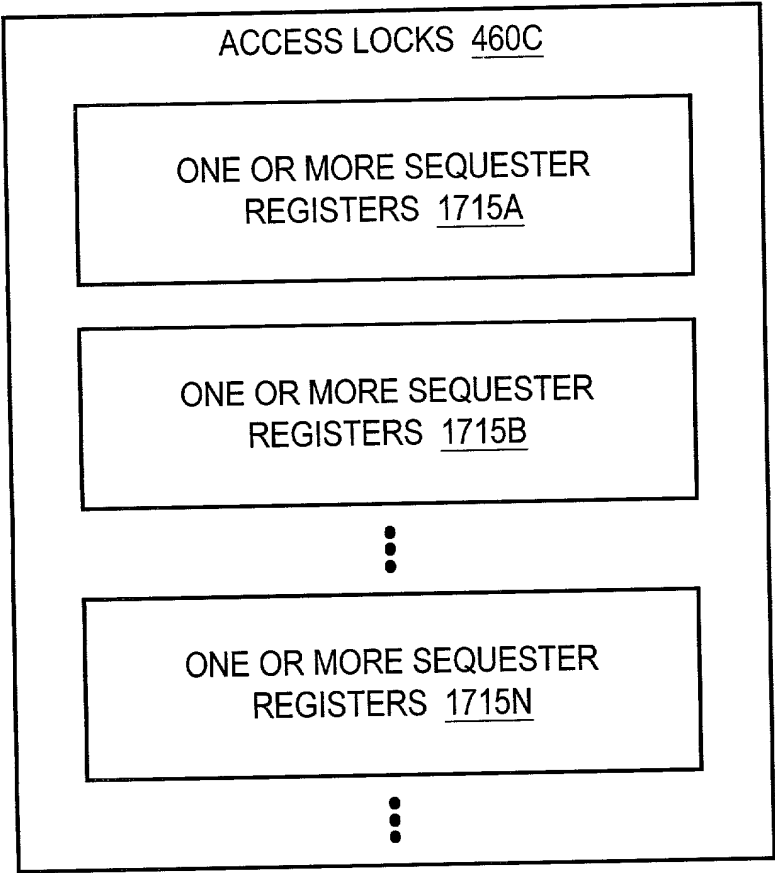 ACCESS LOCKS 460C
ONE OR MORE SEQUESTER
REGISTERS 1715A
ONE OR MORE SEQUESTER
REGISTERS 1715B
ONE OR MORE SEQUESTER
REGISTERS 1715N